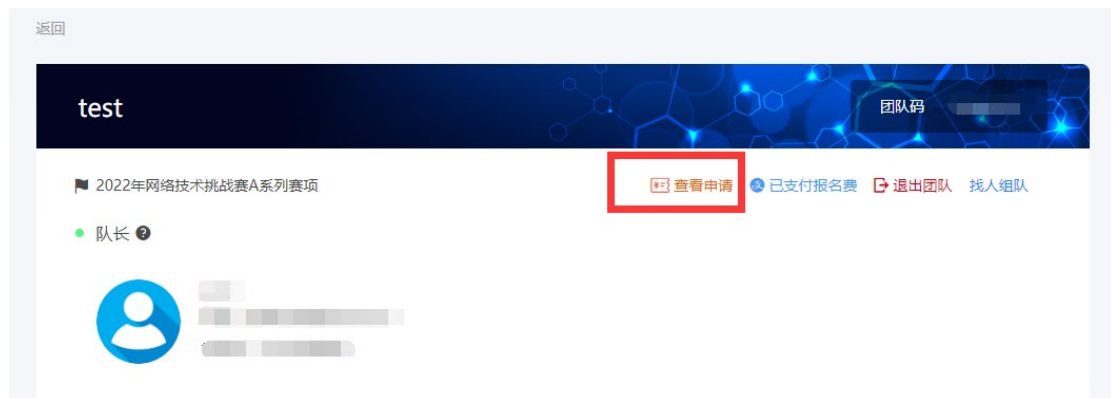 返回
test
团队码
2022年网络技术挑战赛A系列赛项
查看申请 已支付报名费 退出团队 找人组队
队长